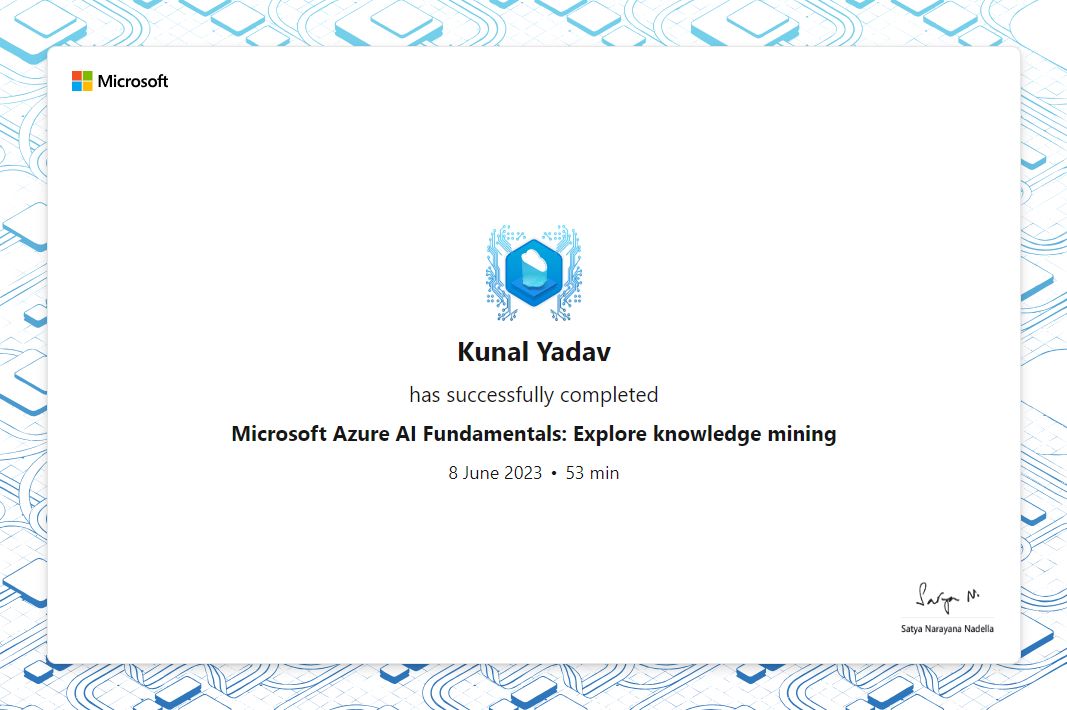 Microsoft
Kunal Yadav
has successfully completed
Microsoft Azure AI Fundamentals: Explore knowledge mining
8 June 2023 • 53 min
Satya N.
Satya Narayana Nadella